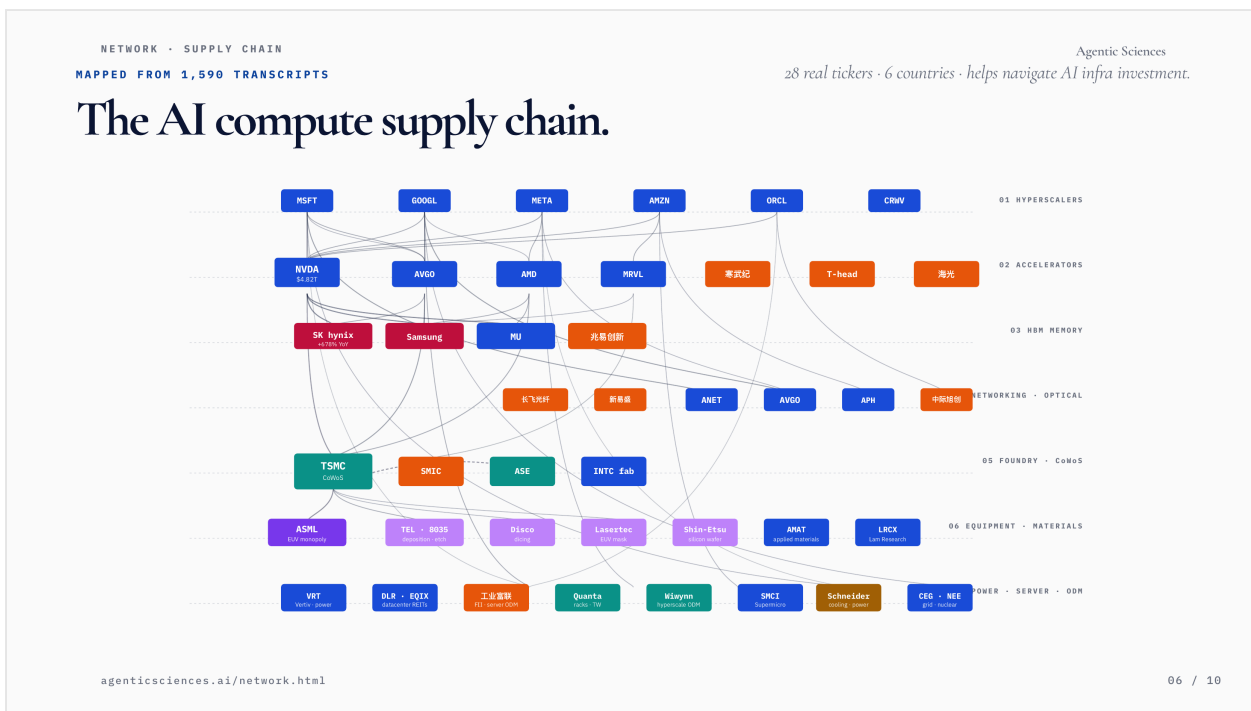 NETWORK · SUPPLY CHAIN
Agentic Sciences
MAPPED FROM 1,590 TRANSCRIPTS
28 real tickers · 6 countries · helps navigate AI infra investment.
The AI compute supply chain.
MSFT
GOOGL
META
AMZN
ORCL
CRWV
01 HYPERSCALERS
NVDA
$4.82T
AVGO
AMD
MRVL
寒武纪
T-head
海光
02 ACCELERATORS
SK hynix
+678% YoY
Samsung
MU
兆易创新
03 HBM MEMORY
长飞光纤
新易盛
ANET
AVGO
APH
中际旭创
NETWORKING · OPTICAL
TSMC
CoWoS
SMIC
ASE
INTC fab
05 FOUNDRY · CoWoS
ASML
EUV monopoly
TEL · 8035
deposition · etch
Disco
dicing
Lasertec
EUV mask
Shin-Etsu
silicon wafer
AMAT
applied materials
LRCX
Lam Research
06 EQUIPMENT · MATERIALS
VRT
Vertiv · power
DLR · EQIX
datacenter REITs
工业富联
FII · server ODM
Quanta
racks · TW
Wiwynn
hyperscale ODM
SMCI
Supermicro
Schneider
cooling · power
CEG · NEE
grid · nuclear
POWER · SERVER · ODM
agenticsciences.ai/network.html
06 / 10